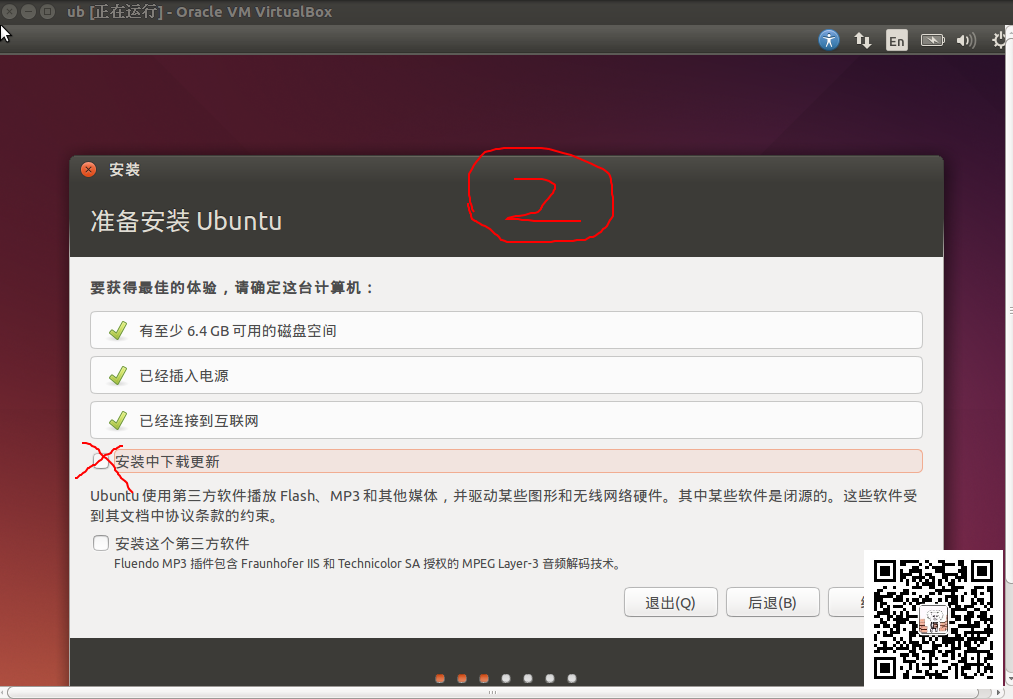 ub [正在运行] - Oracle VM VirtualBox
En
安装
2
准备安装 Ubuntu
要获得最佳的体验，请确定这台计算机：
有至少 6.4 GB 可用的磁盘空间
已经插入电源
已经连接到互联网
安装中下载更新
Ubuntu 使用第三方软件播放 Flash、MP3 和其他媒体，并驱动某些图形和无线网络硬件。其中某些软件是闭源的。这些软件受
到其文档中协议条款的约束。
安装这个第三方软件
Fluendo MP3 插件包含 Fraunhofer IIS 和 Technicolor SA 授权的 MPEG Layer-3 音频解码技术。
退出(Q) 后退(B)